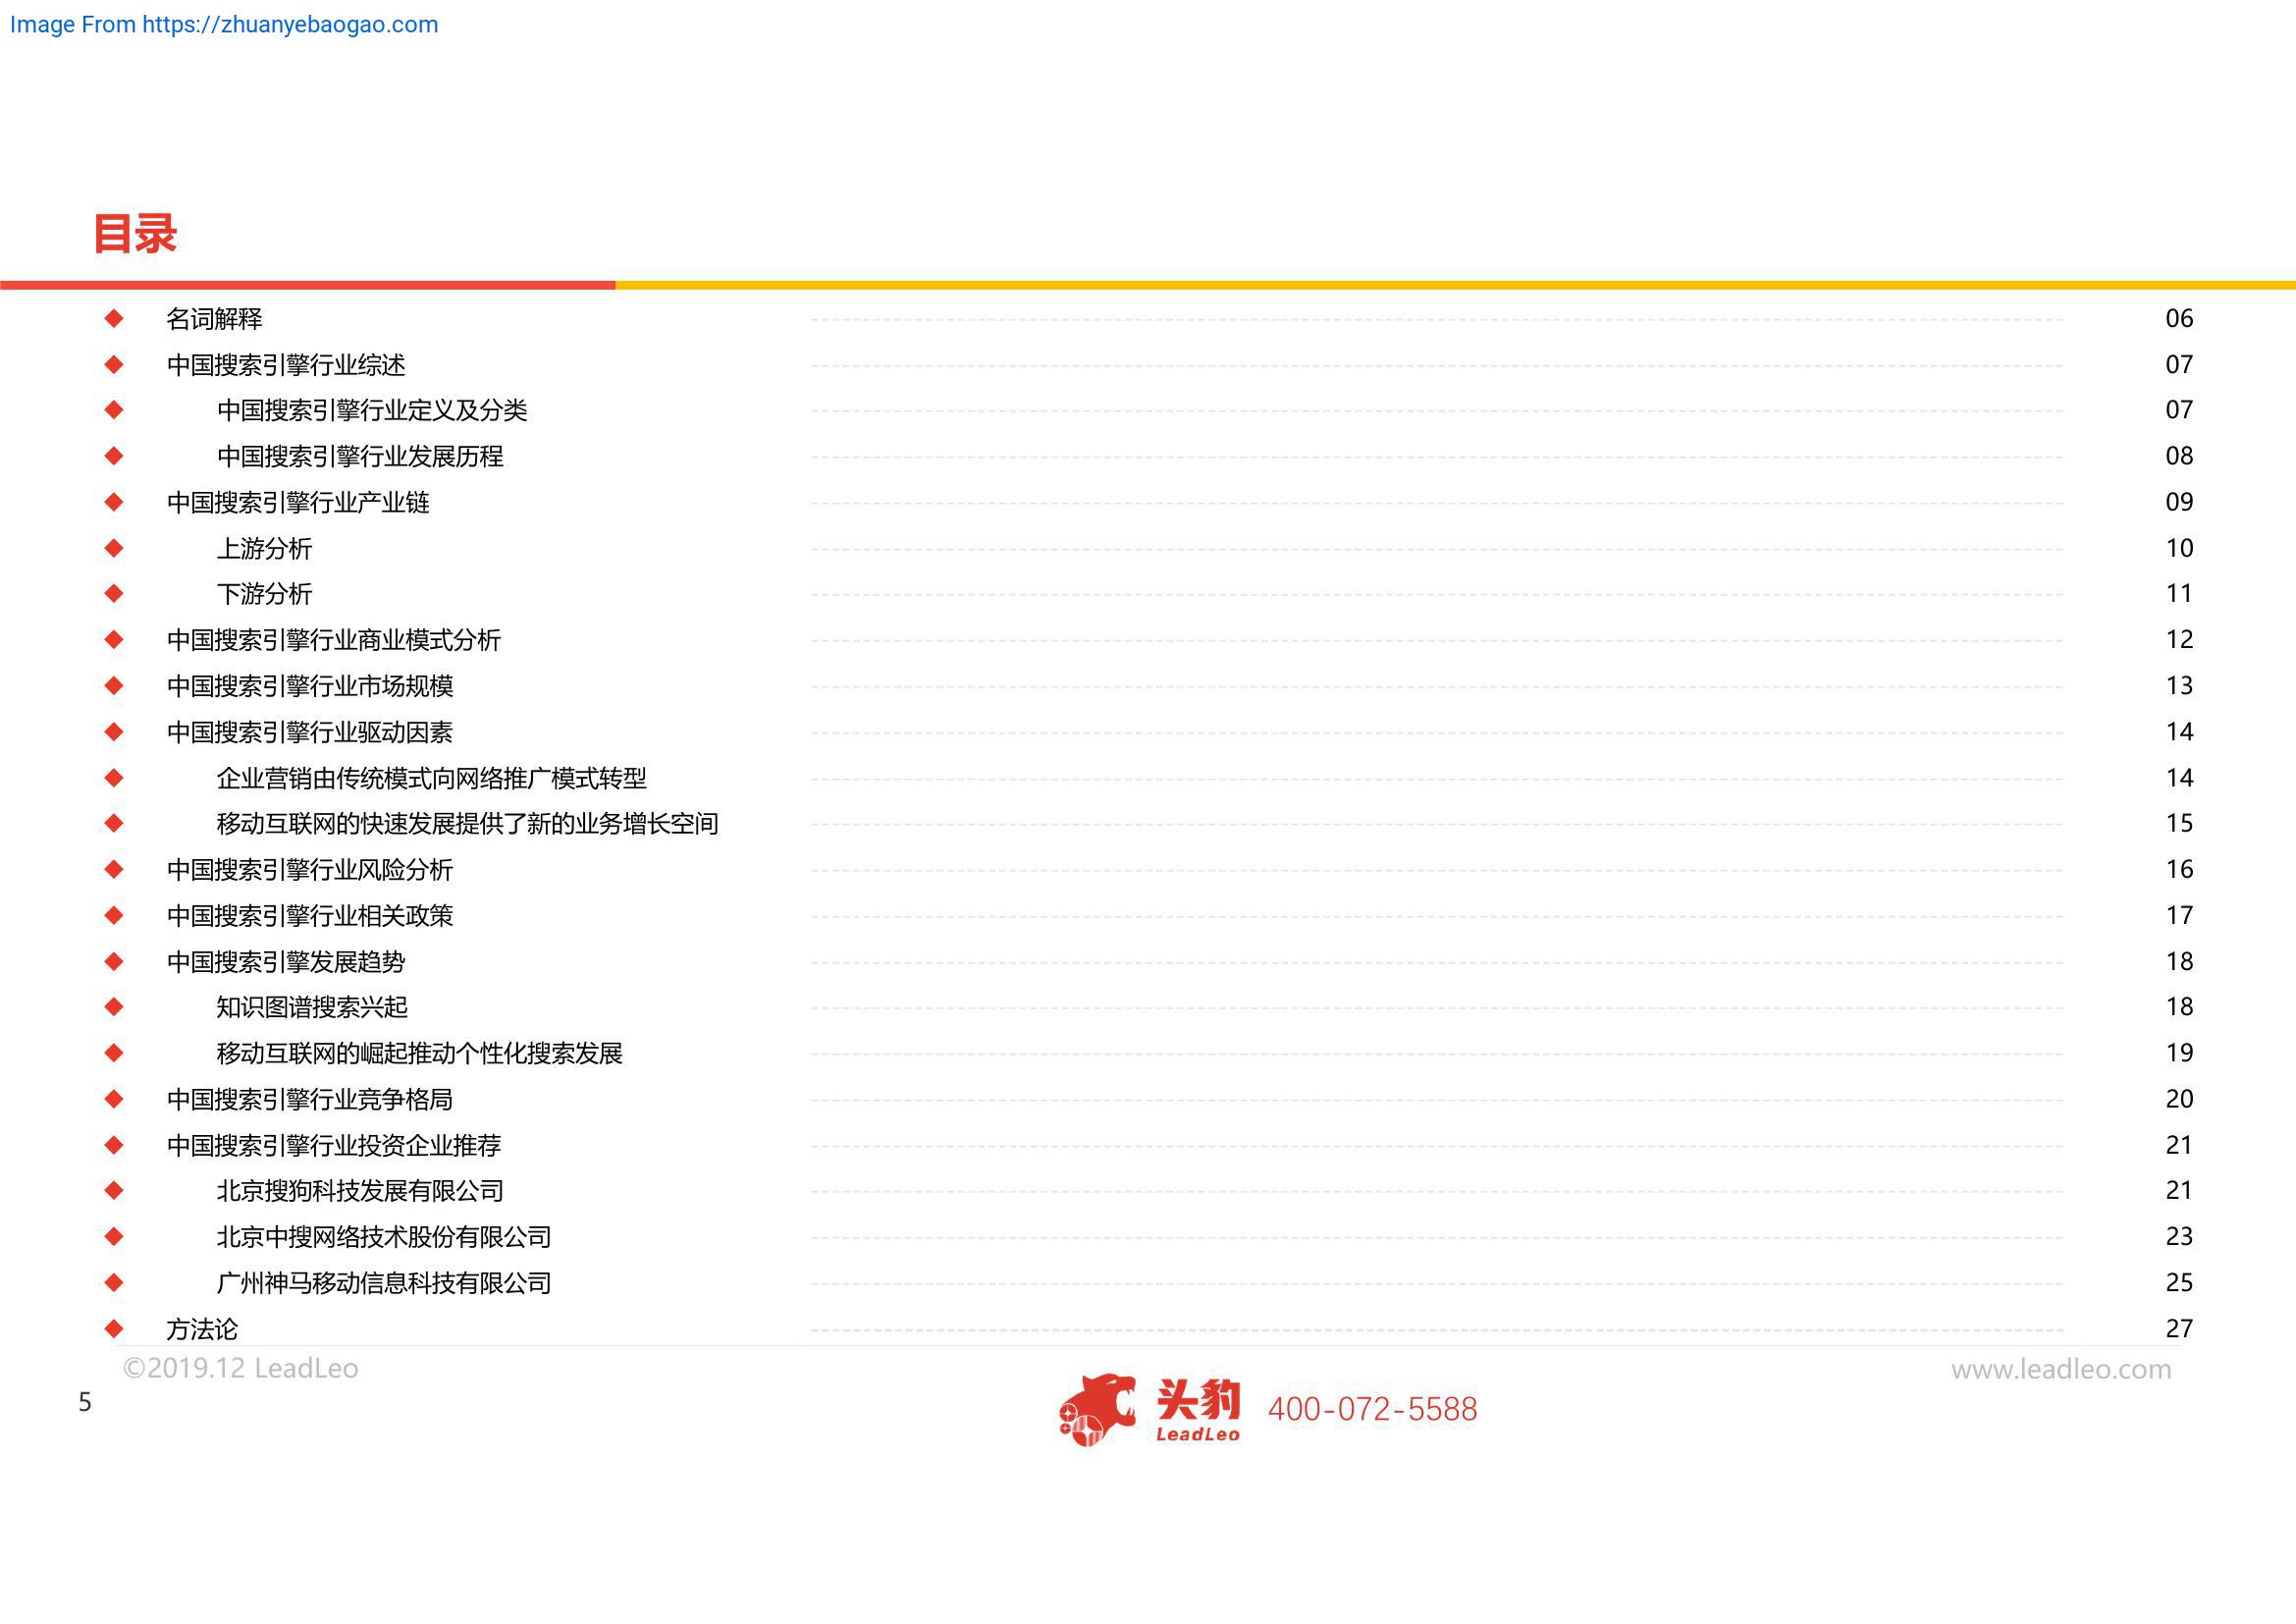 Image From https://zhuanyebaogao.com
目录
名词解释 06
中国搜索引擎行业综述 07
中国搜索引擎行业定义及分类 07
中国搜索引擎行业发展历程 08
中国搜索引擎行业产业链 09
上游分析 10
下游分析 11
中国搜索引擎行业商业模式分析 12
中国搜索引擎行业市场规模 13
中国搜索引擎行业驱动因素 14
企业营销由传统模式向网络推广模式转型 14
移动互联网的快速发展提供了新的业务增长空间 15
中国搜索引擎行业风险分析 16
中国搜索引擎行业相关政策 17
中国搜索引擎发展趋势 18
知识图谱搜索兴起 18
移动互联网的崛起推动个性化搜索发展 19
中国搜索引擎行业竞争格局 20
中国搜索引擎行业投资企业推荐 21
北京搜狗科技发展有限公司 21
北京中搜网络技术股份有限公司 23
广州神马移动信息科技有限公司 25
方法论 27
©2019.12 LeadLeo
www.leadleo.com
5
头豹
LeadLeo
400-072-5588